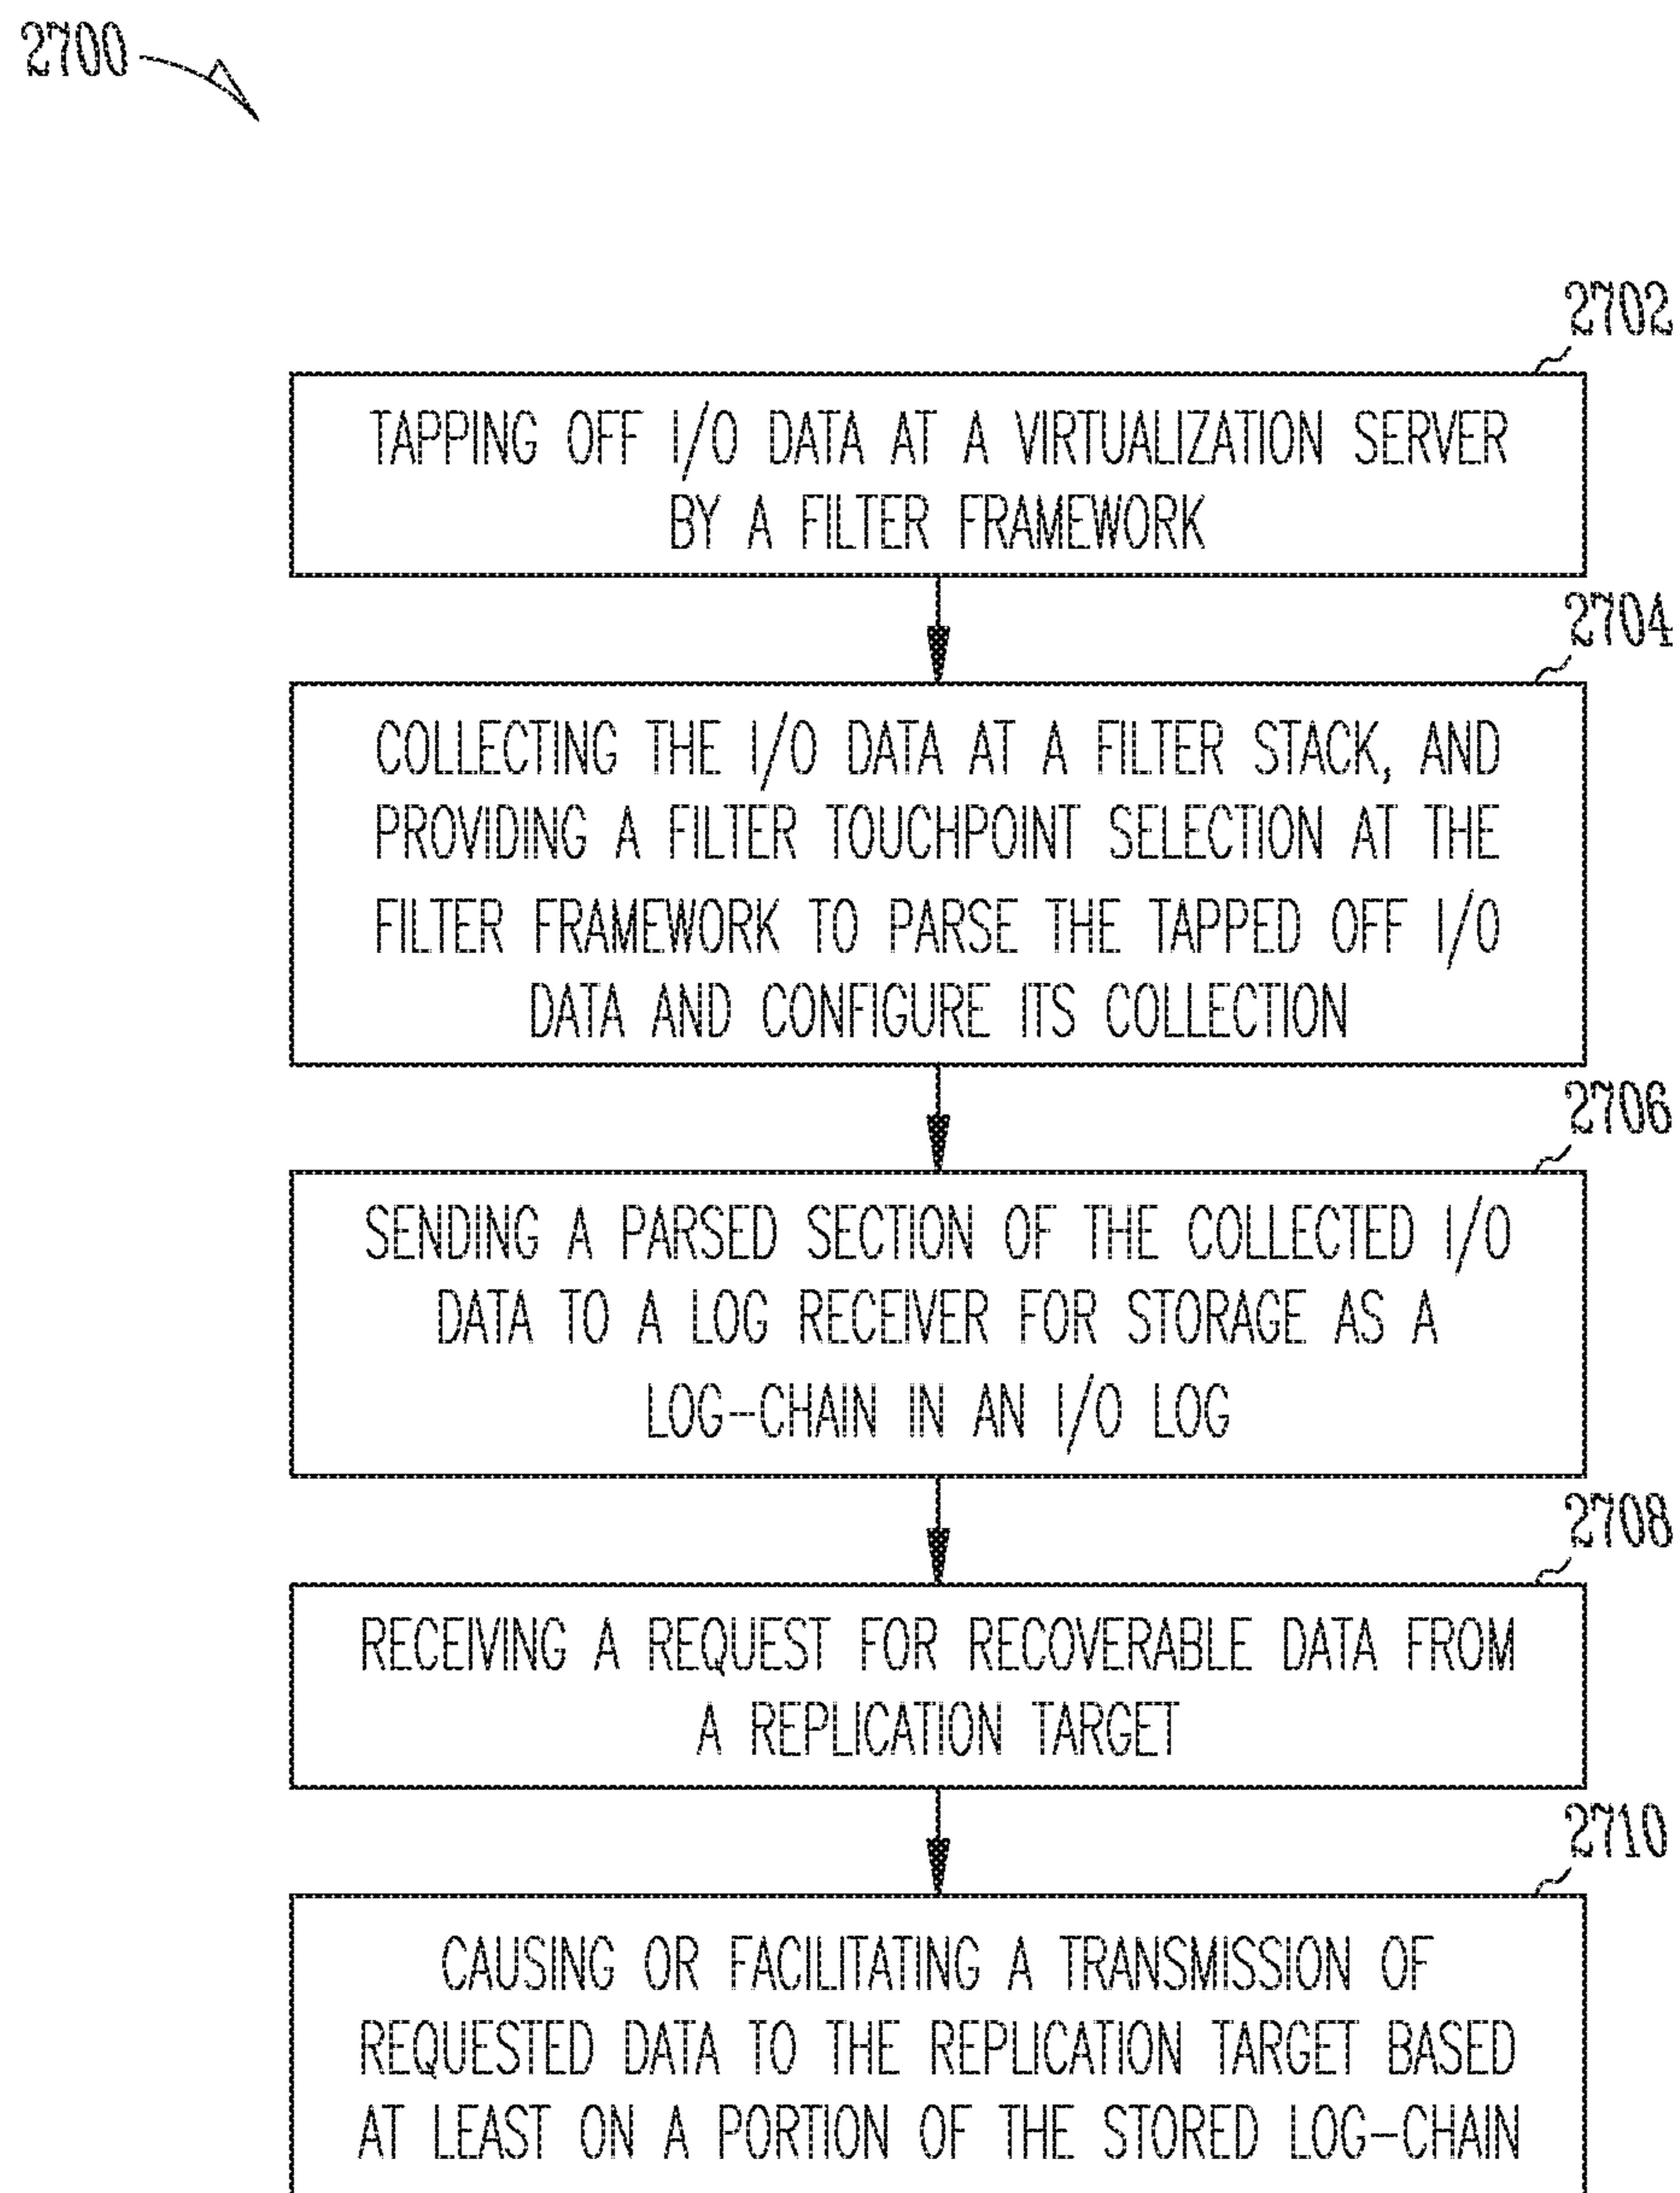 2700
2702
TAPPING OFF I/O DATA AT A VIRTUALIZATION SERVER
BY A FILTER FRAMEWORK
2704
COLLECTING THE I/O DATA AT A FILTER STACK, AND
PROVIDING A FILTER TOUCHPOINT SELECTION AT THE
FILTER FRAMEWORK TO PARSE THE TAPPED OFF I/O
DATA AND CONFIGURE ITS COLLECTION
2706
SENDING A PARSED SECTION OF THE COLLECTED I/O
DATA TO A LOG RECEIVER FOR STORAGE AS A
LOG-CHAIN IN AN I/O LOG
2708
RECEIVING A REQUEST FOR RECOVERABLE DATA FROM
A REPLICATION TARGET
2710
CAUSING OR FACILITATING A TRANSMISSION OF
REQUESTED DATA TO THE REPLICATION TARGET BASED
AT LEAST ON A PORTION OF THE STORED LOG-CHAIN